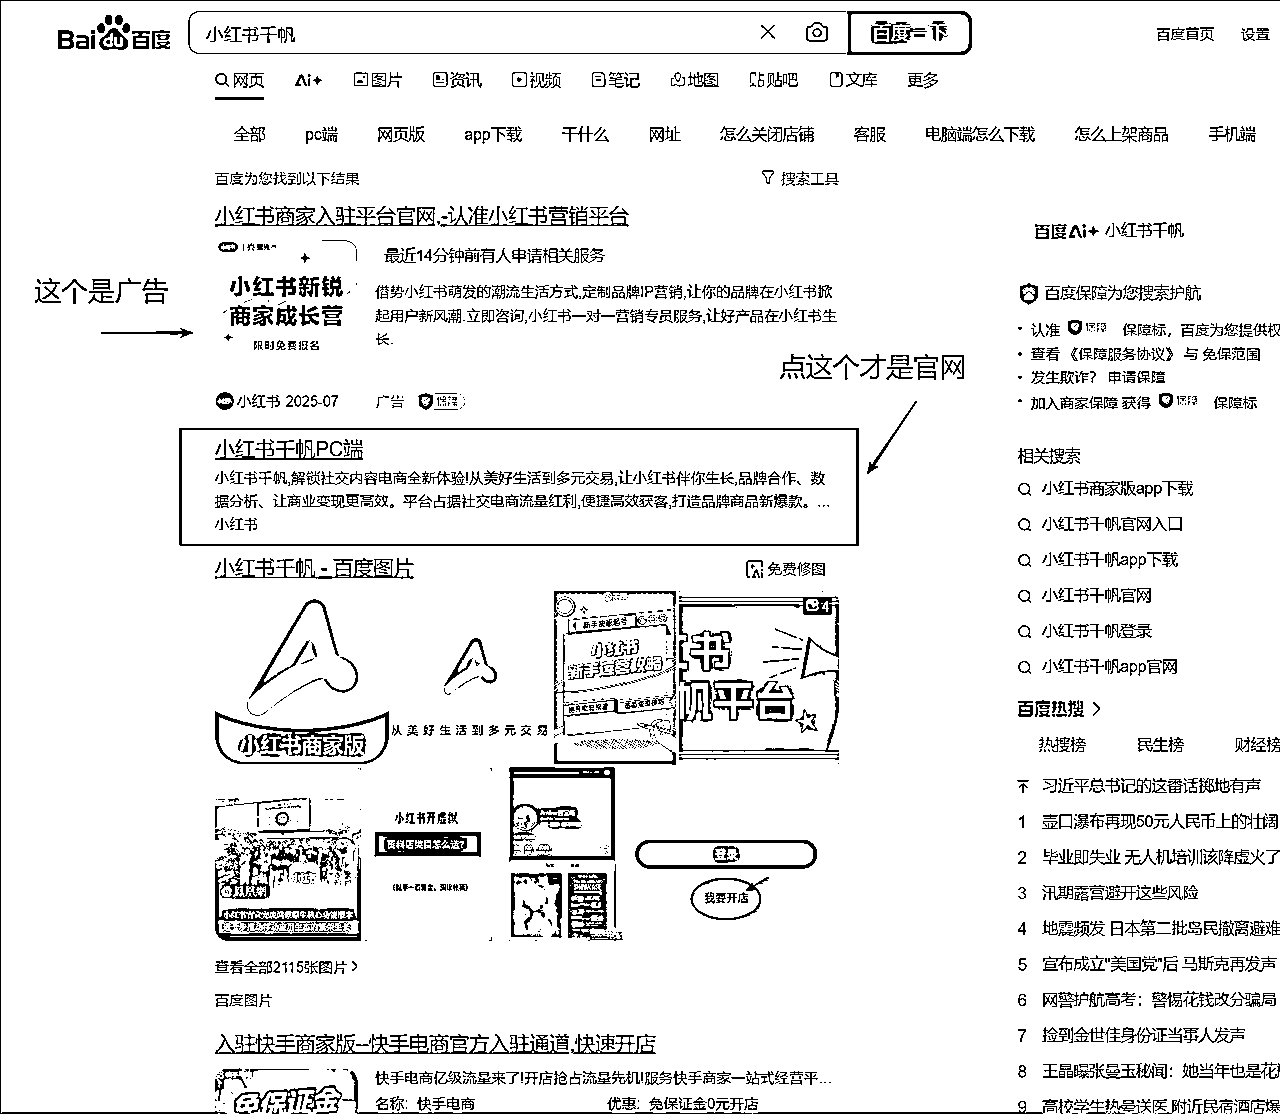 Bai du 百度
小红书千帆
百度一下
百度首页 设置
网页 Ai+ 图片 资讯 视频 笔记 地图 贴吧 文库 更多
全部 pc端 网页版 app下载 干什么 网址 怎么关闭店铺 客服 电脑端怎么下载 怎么上架商品 手机端
百度为您找到以下结果
搜索工具
小红书商家入驻平台官网,-认准小红书营销平台
小红书新锐
商家成长营
限时免费报名
最近14分钟前有人申请相关服务
借势小红书萌发的潮流生活方式,定制品牌IP营销,让你的品牌在小红书掀
起用户新风潮.立即咨询,小红书一对一营销专员服务,让好产品在小红书生
长.
小红书 2025-07 广告 保障
这个是广告
点这个才是官网
小红书千帆PC端
小红书千帆,解锁社交内容电商全新体验!从美好生活到多元交易,让小红书伴你生长,品牌合作、数
据分析、让商业变现更高效。平台占据社交电商流量红利,便捷高效获客,打造品牌商品新爆款。...
小红书
小红书千帆 - 百度图片
免费修图
小红书商家版
从美好生活到多元交易
小红书
新手运营攻略
红书
帆平台
4
小红书开虚拟
资料店类目怎么选?
登录
我要开店
查看全部2115张图片
百度图片
入驻快手商家版--快手电商官方入驻通道,快速开店
免保证金
快手电商亿级流量来了!开店抢占流量先机!服务快手商家一站式经营平...
名称: 快手电商 优惠: 免保证金0元开店
百度Ai+ 小红书千帆
百度保障为您搜索护航
· 认准 保障 保障标，百度为您提供权
· 查看 《保障服务协议》 与 免保范围
· 发生欺诈？ 申请保障
· 加入商家保障 获得 保障 保障标
相关搜索
小红书商家版app下载
小红书千帆官网入口
小红书千帆app下载
小红书千帆官网
小红书千帆登录
小红书千帆app官网
百度热搜
热搜榜 民生榜 财经榜
习近平总书记的这番话掷地有声
1 壶口瀑布再现50元人民币上的壮阔
2 毕业即失业 无人机培训该降虚火了
3 汛期露营避开这些风险
4 地震频发 日本第二批岛民撤离避难
5 宣布成立"美国党"后 马斯克再发声
6 网警护航高考：警惕花钱改分骗局
7 捡到金世佳身份证当事人发声
8 王晶曝张曼玉秘闻：她当年也是花瓶
9 高校学生热晕送医,附近民宿酒店爆